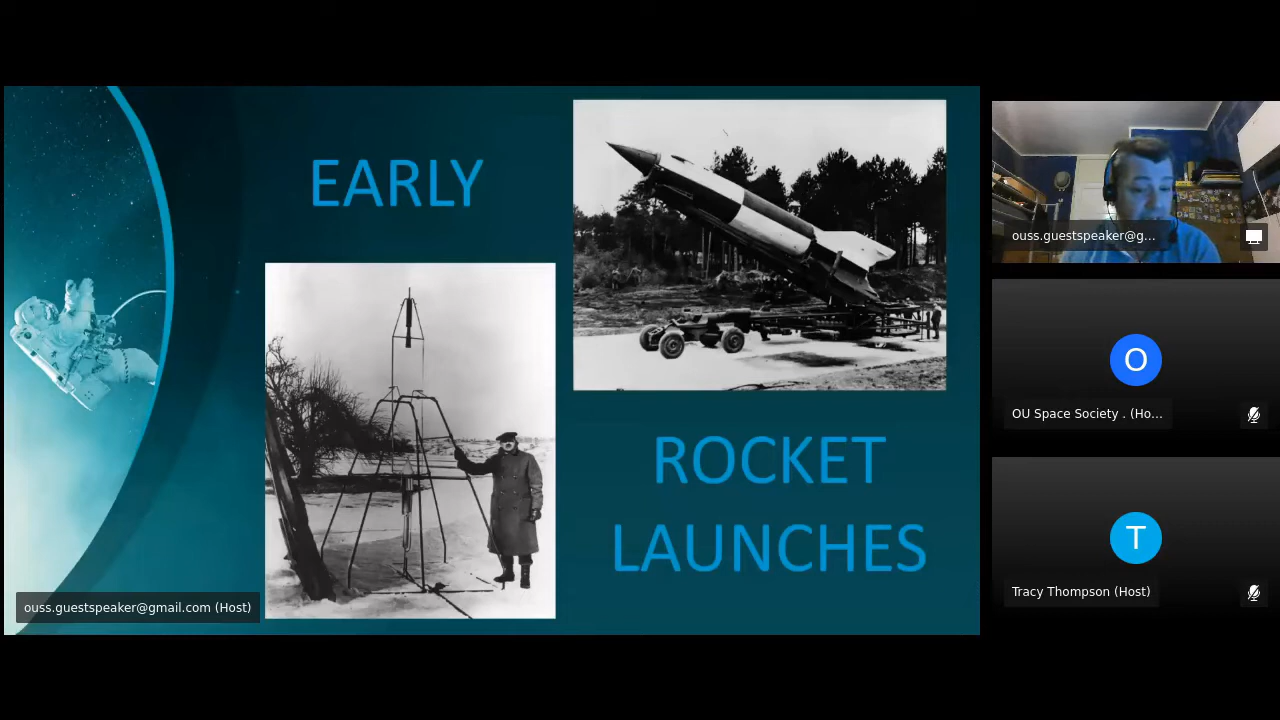 EARLY
ROCKET
LAUNCHES
ouss.guestspeaker@gmail.com (Host)
ouss.guestspeaker@g...
O
OU Space Society . (Ho...
T
Tracy Thompson (Host)